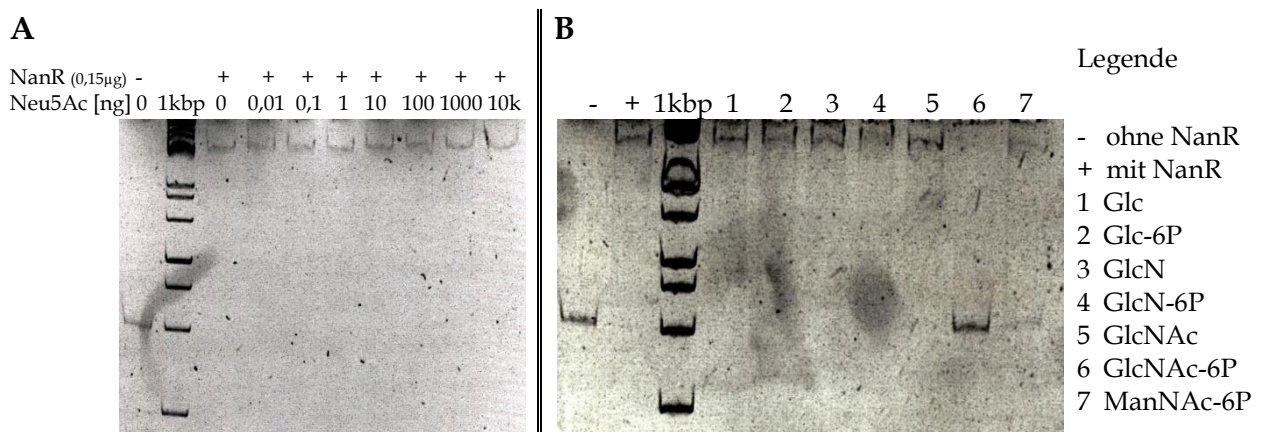 A
NanR (0,15µg) - + + + + + + + +
Neu5Ac [ng] 0 1kbp 0 0,01 0,1 1 10 100 1000 10k
B
- + 1kbp 1 2 3 4 5 6 7
Legende
- ohne NanR
+ mit NanR
1 Glc
2 Glc-6P
3 GlcN
4 GlcN-6P
5 GlcNAc
6 GlcNAc-6P
7 ManNAc-6P